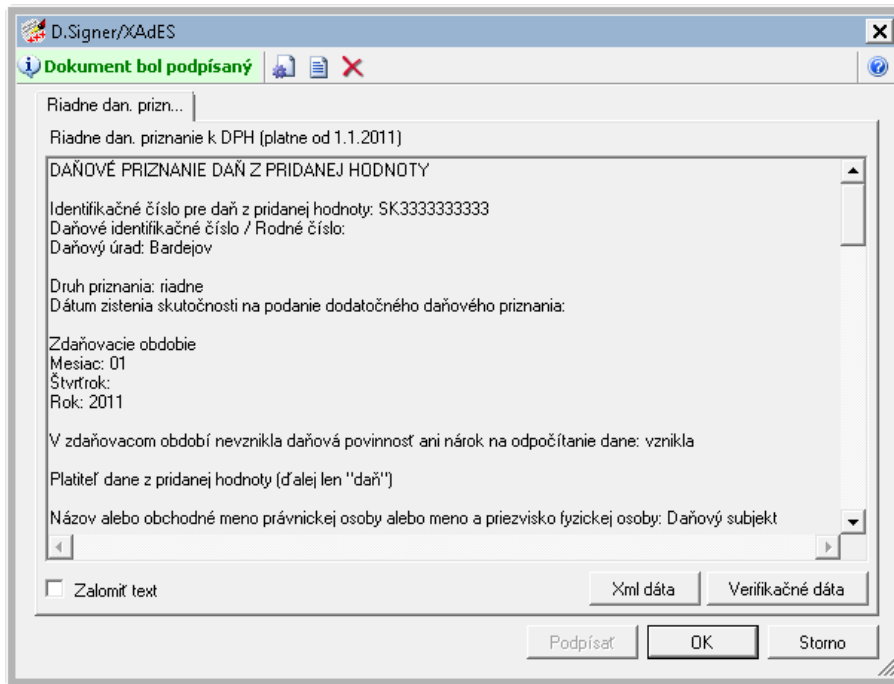 D.Signer/XAdES
Dokument bol podpísaný
Riadne dan. prizn...
Riadne dan. priznanie k DPH (platne od 1.1.2011)
DAŇOVÉ PRIZNANIE DAŇ Z PRIDANEJ HODNOTY
Identifikačné číslo pre daň z pridanej hodnoty: SK3333333333
Daňové identifikačné číslo / Rodné číslo:
Daňový úrad: Bardejov
Druh priznania: riadne
Dátum zistenia skutočnosti na podanie dodatočného daňového priznania:
Zdaňovacie obdobie
Mesiac: 01
Štvrťrok:
Rok: 2011
V zdaňovacom období nevznikla daňová povinnosť ani nárok na odpočítanie dane: vznikla
Platiteľ dane z pridanej hodnoty (ďalej len "daň")
Názov alebo obchodné meno právnickej osoby alebo meno a priezvisko fyzickej osoby: Daňový subjekt
Zalomiť text
Xml dáta
Verifikačné dáta
Podpísať
OK
Storno